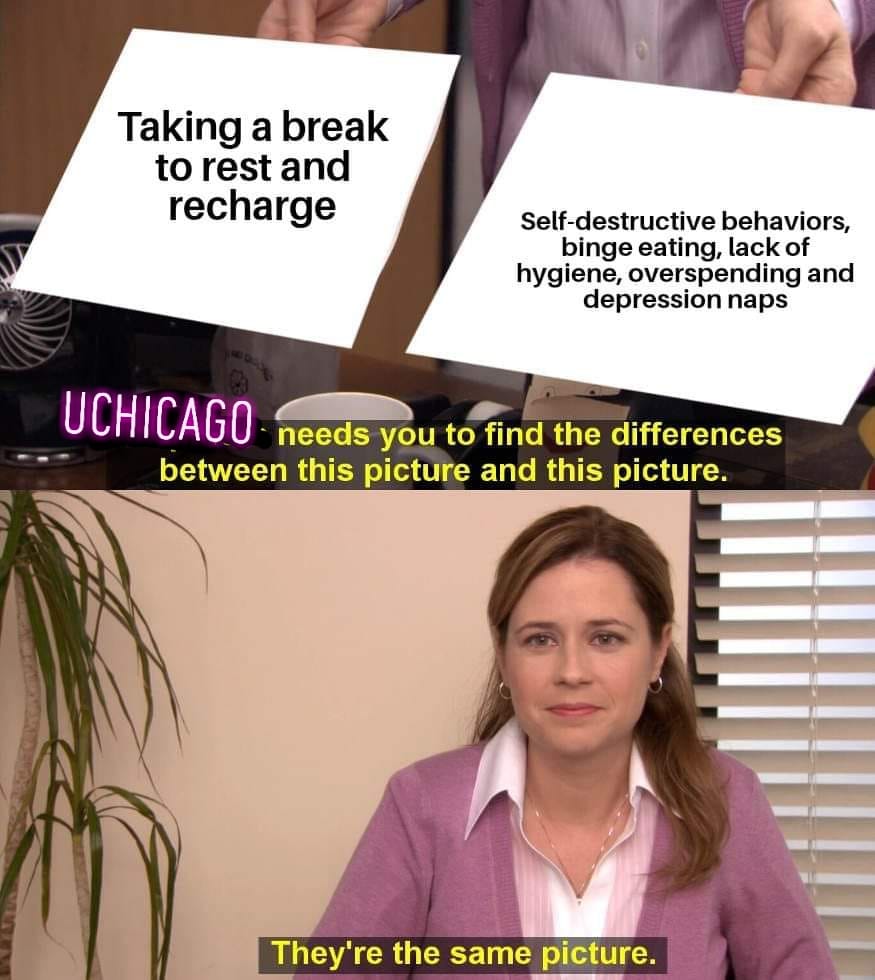 Taking a break
to rest and
recharge
Self-destructive behaviors,
binge eating, lack of
hygiene, overspending and
depression naps
UCHICAGO needs you to find the differences
between this picture and this picture.
They're the same picture.